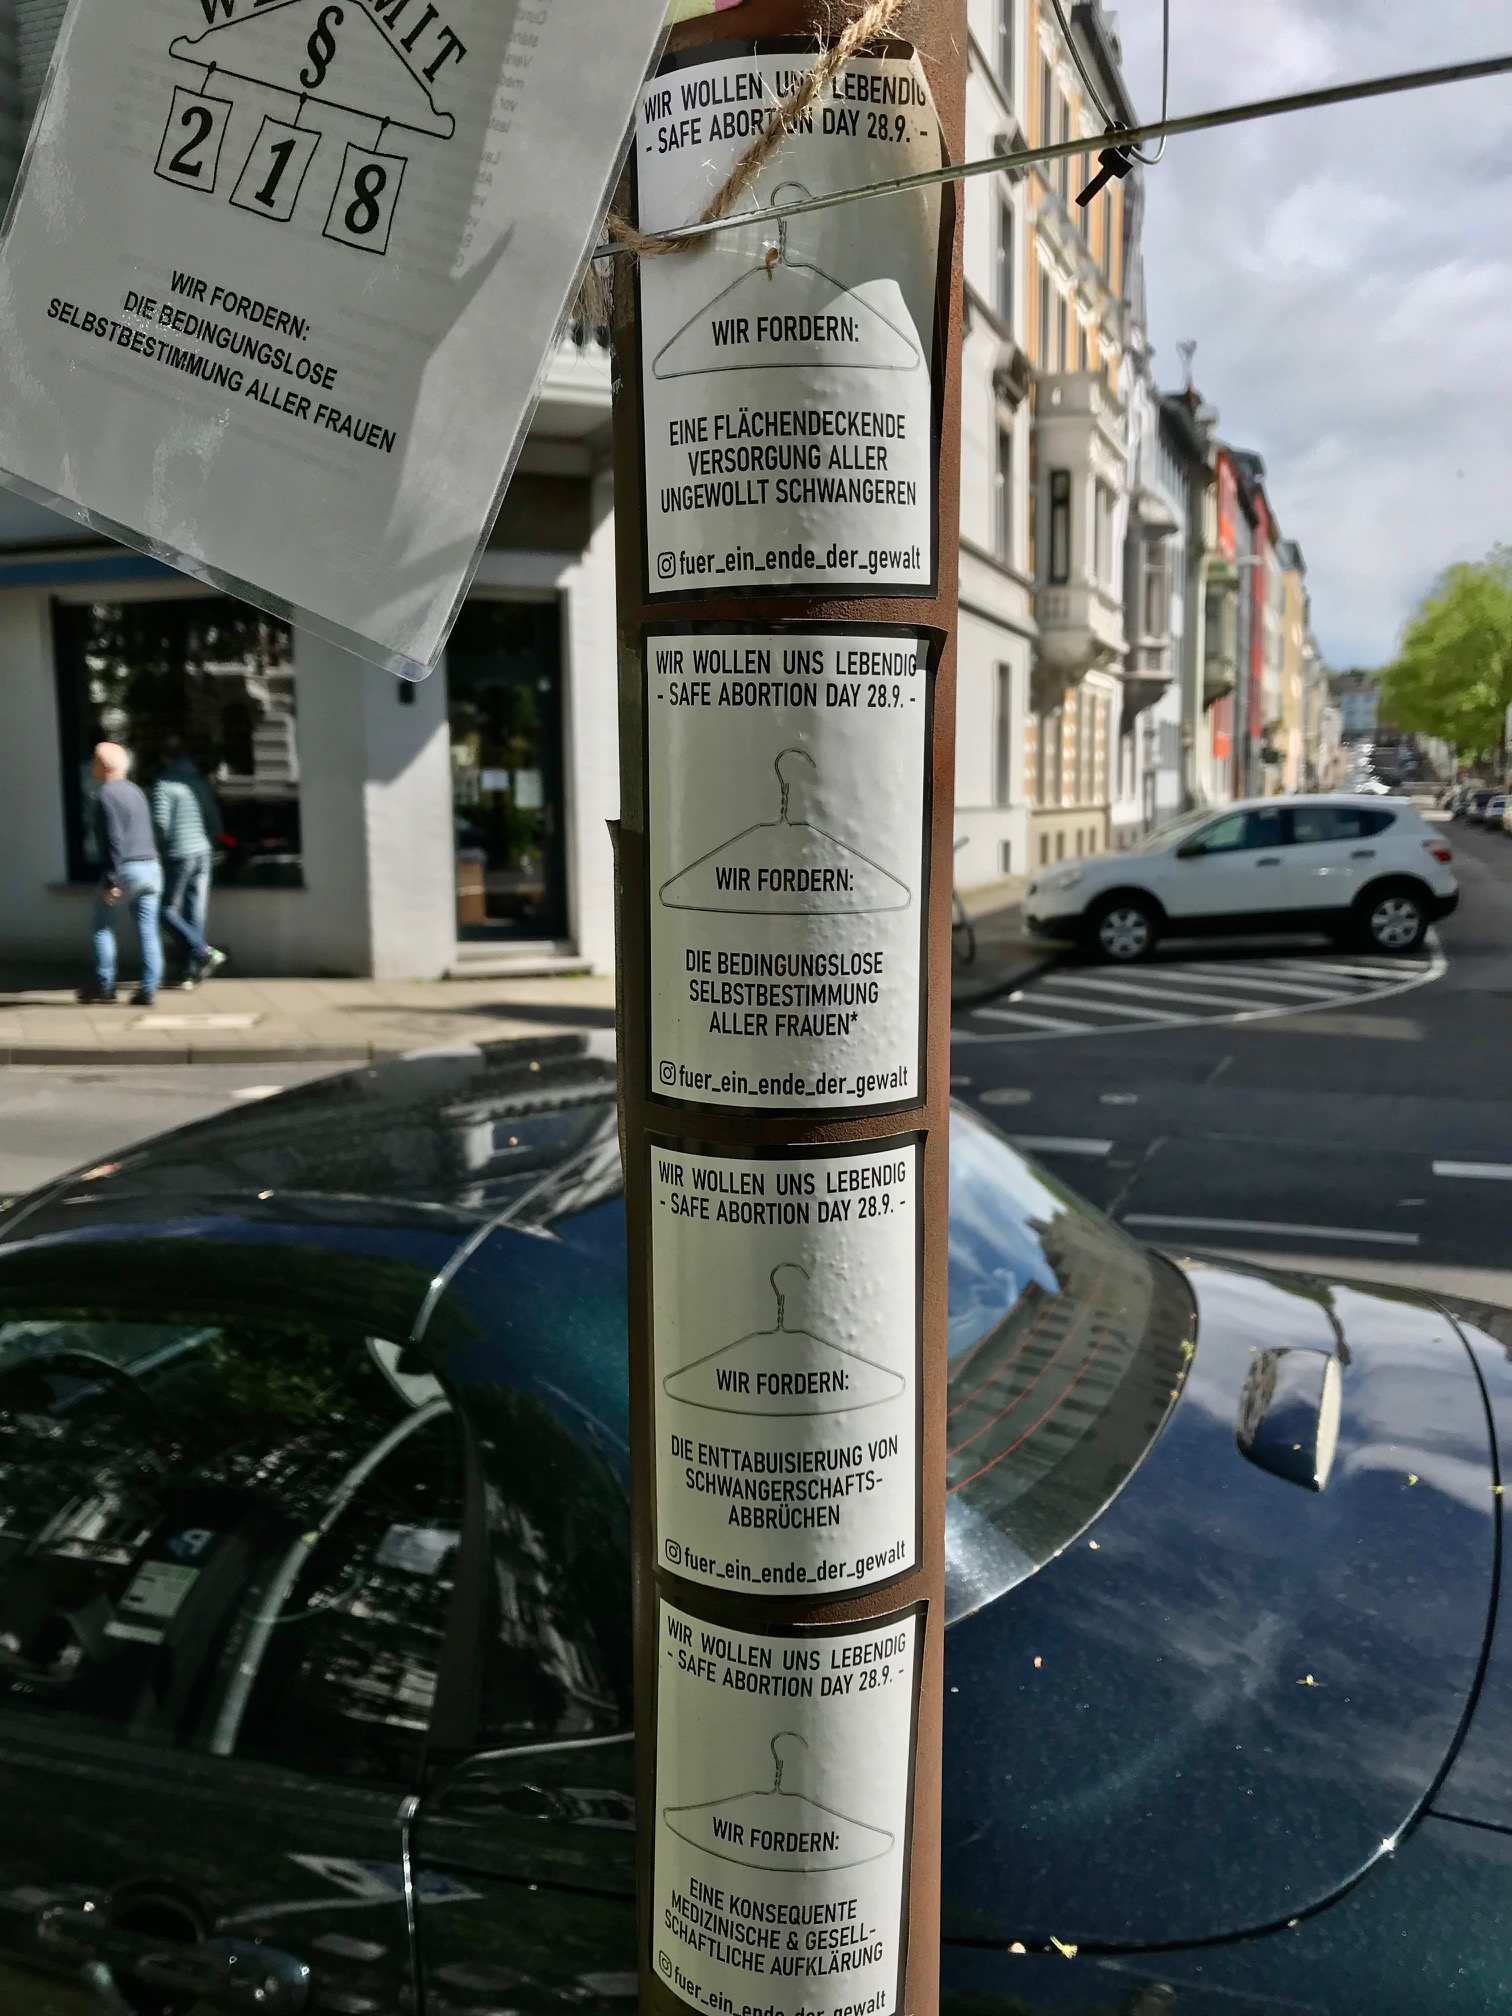 MIT
§
218
WIR FORDERN:
DIE BEDINGUNGSLOSE
SELBSTBESTIMMUNG ALLER FRAUEN
WIR WOLLEN UNS LEBENDIG
- SAFE ABORTION DAY 28.9. -
WIR FORDERN:
EINE FLÄCHENDECKENDE
VERSORGUNG ALLER
UNGEWOLLT SCHWANGEREN
fuer_ein_ende_der_gewalt
WIR WOLLEN UNS LEBENDIG
- SAFE ABORTION DAY 28.9. -
WIR FORDERN:
DIE BEDINGUNGSLOSE
SELBSTBESTIMMUNG
ALLER FRAUEN*
fuer_ein_ende_der_gewalt
WIR WOLLEN UNS LEBENDIG
- SAFE ABORTION DAY 28.9. -
WIR FORDERN:
DIE ENTTABUISIERUNG VON
SCHWANGERSCHAFTS-
ABBRÜCHEN
fuer_ein_ende_der_gewalt
WIR WOLLEN UNS LEBENDIG
- SAFE ABORTION DAY 28.9. -
WIR FORDERN:
EINE KONSEQUENTE
MEDIZINISCHE & GESELL-
SCHAFTLICHE AUFKLÄRUNG
fuer_ein_ende_der_gewalt